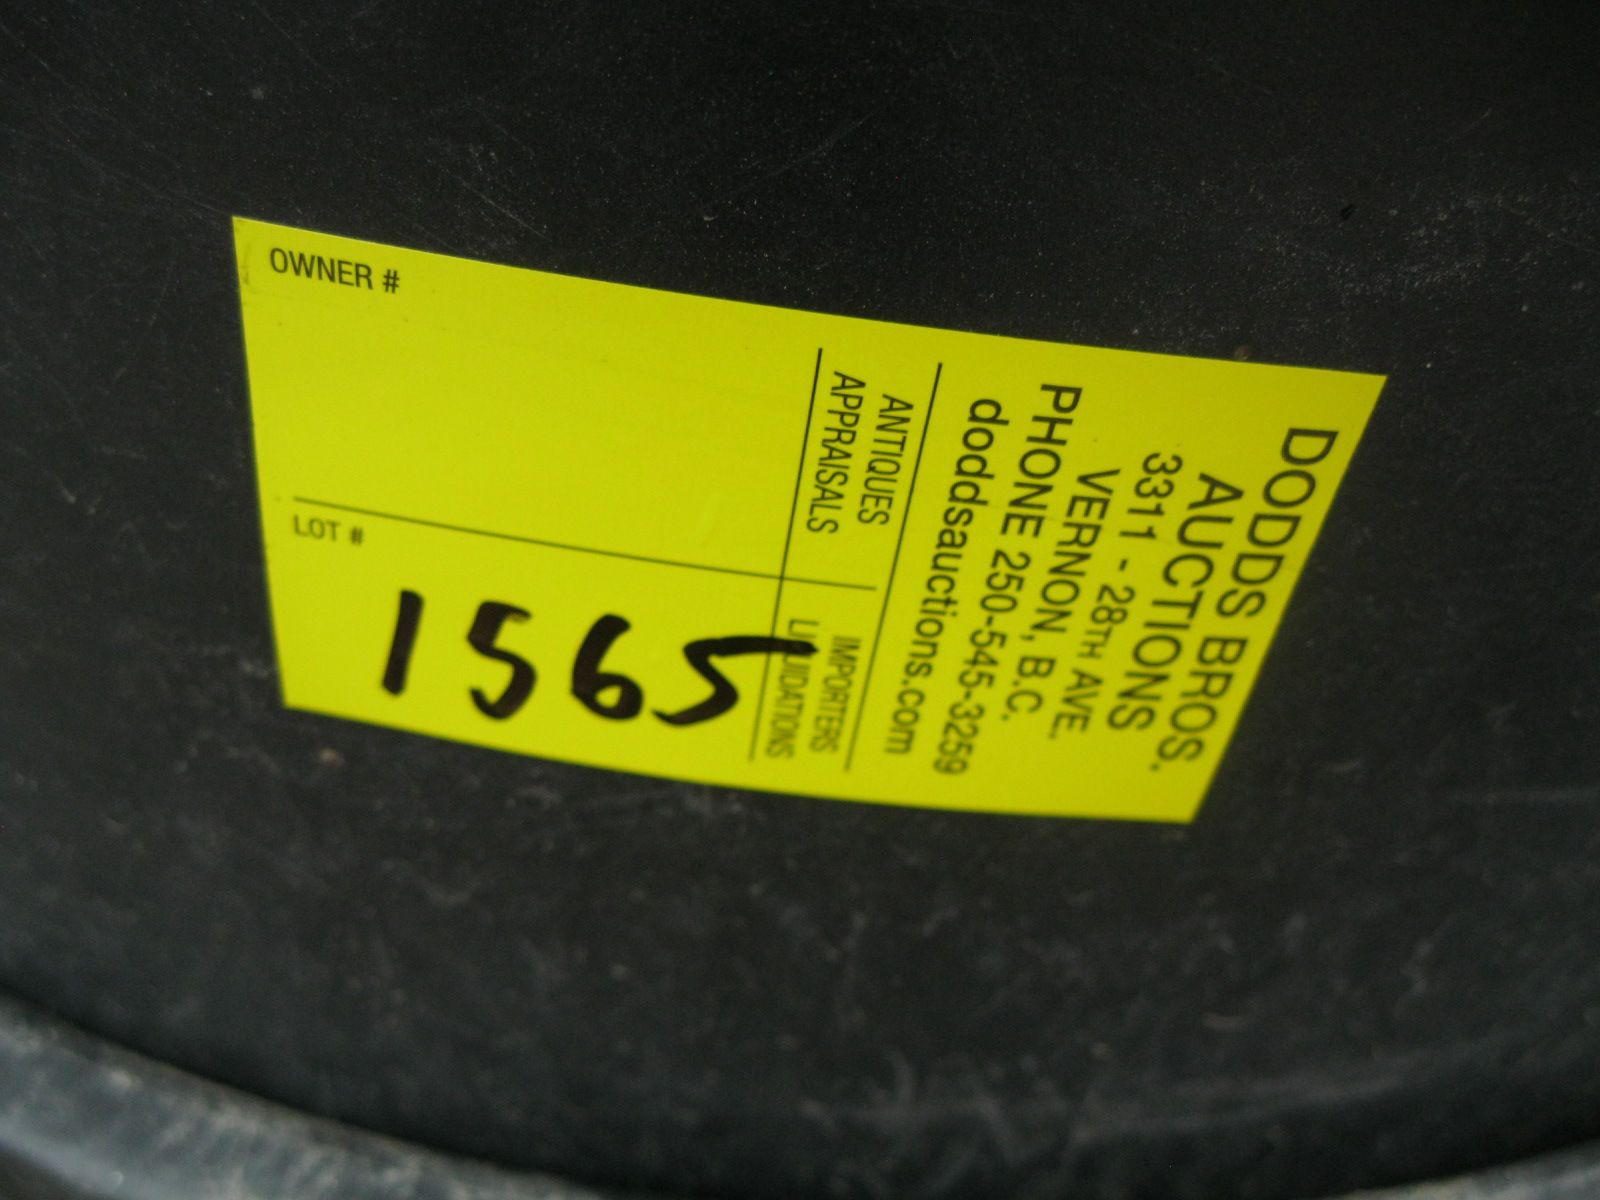 OWNER #
LOT #
1565
DODDS BROS.
AUCTIONS
3311 - 28TH AVE.
VERNON, B.C.
PHONE 250-545-3259
doddsauctions.com
ANTIQUES
APPRAISALS
IMPORTERS
LIQUIDATIONS